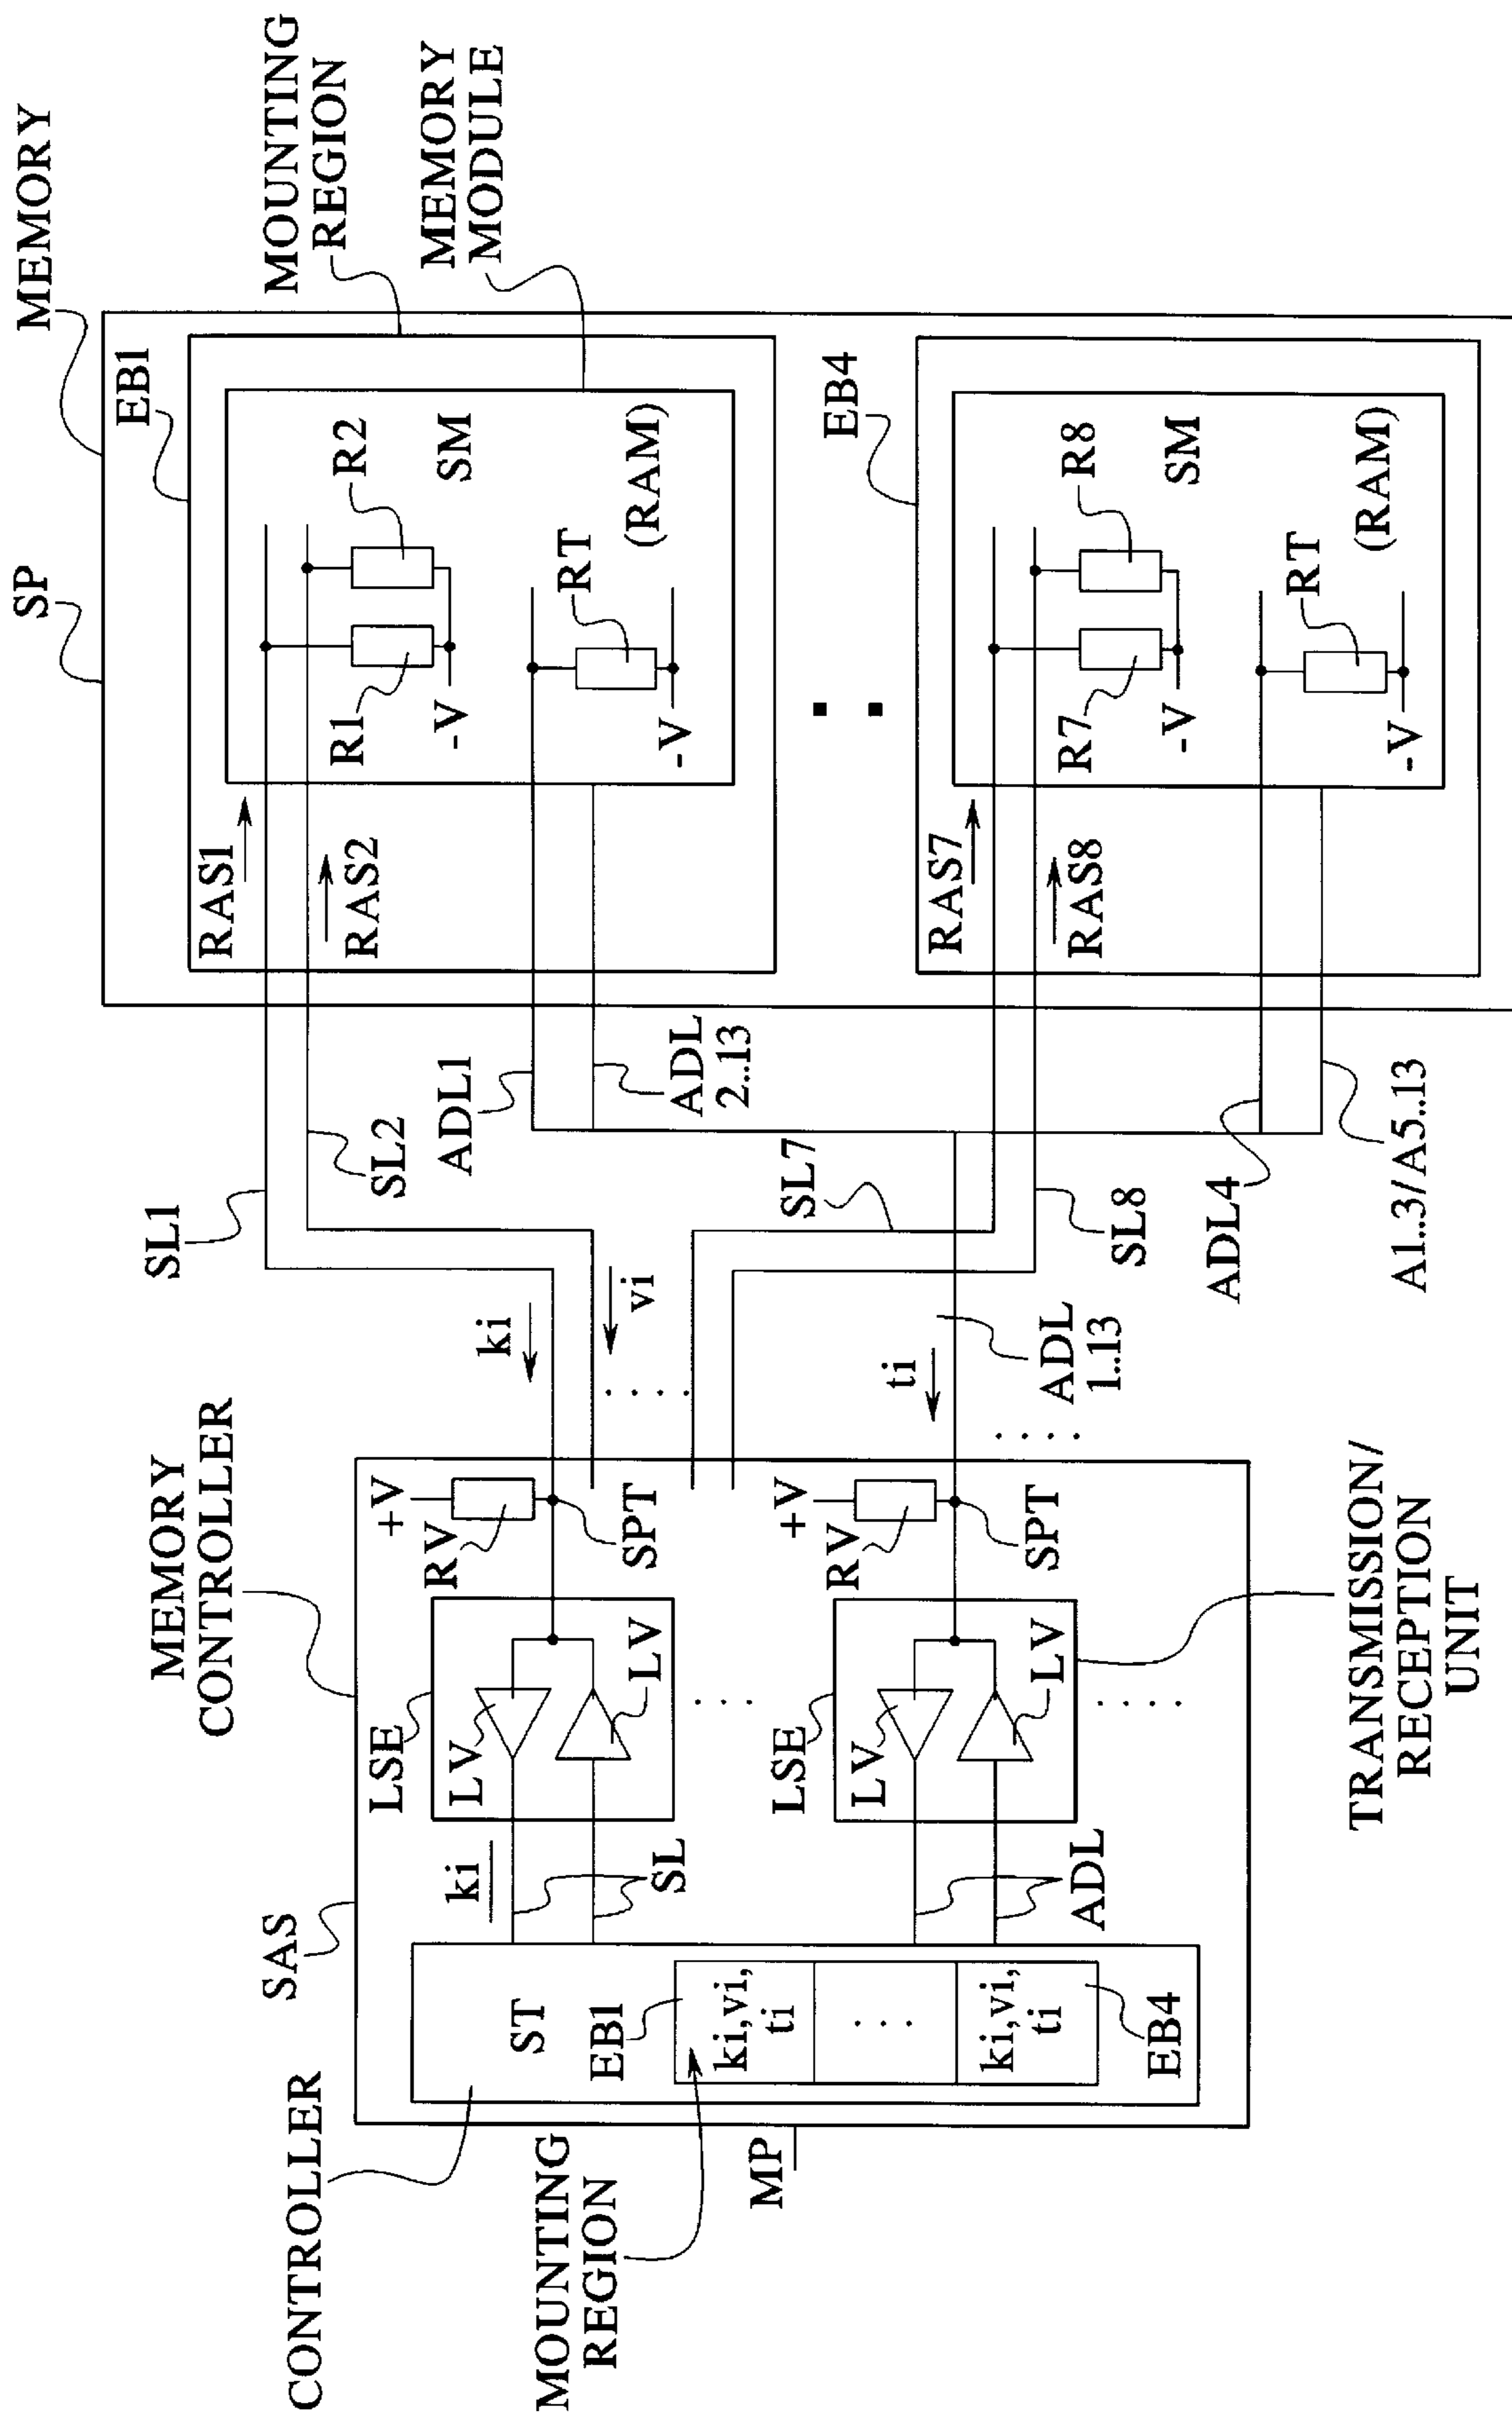 MEMORY
SP
EB1
MOUNTING
REGION
MEMORY
MODULE
RAS1
RAS2
R1
R2
SM
-V
RT
(RAM)
-V
EB4
RAS7
RAS8
R7
R8
SM
-V
RT
(RAM)
-V
SL1
SL2
ADL1
ADL
2..13
SL7
SL8
ADL4
A1..3/A5..13
ki
vi
ti
ADL
1..13
MEMORY
CONTROLLER
SAS
+V
RV
SPT
LSE
LV
LV
ki
SL
+V
RV
SPT
LSE
LV
LV
ADL
TRANSMISSION/
RECEPTION
UNIT
CONTROLLER
ST
EB1
ki,vi,
ti
ki,vi,
ti
EB4
MOUNTING
REGION
MP